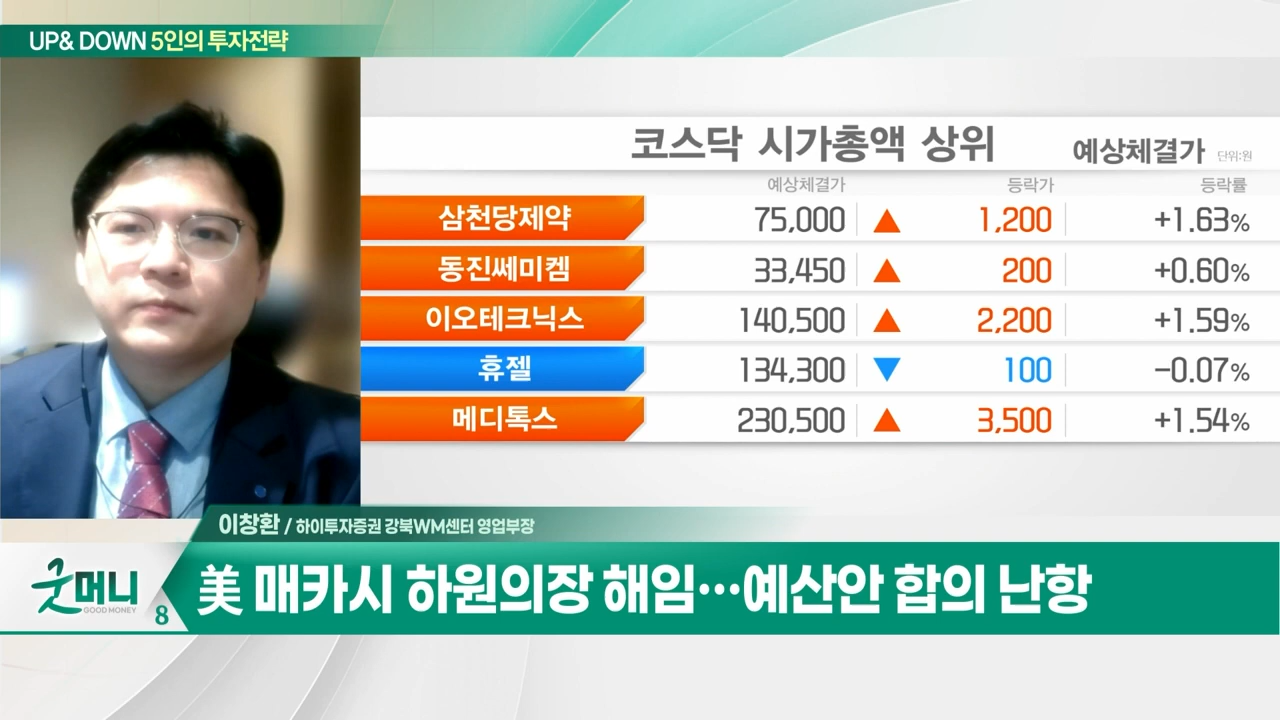 UP& DOWN 5인의 투자전략
코스닥 시가총액 상위 예상체결가 단위:원
예상체결가 등락가 등락률
삼천당제약 75,000 ▲ 1,200 +1.63%
동진쎄미켐 33,450 ▲ 200 +0.60%
이오테크닉스 140,500 ▲ 2,200 +1.59%
휴젤 134,300 ▼ 100 -0.07%
메디톡스 230,500 ▲ 3,500 +1.54%
이창환 / 하이투자증권 강북WM센터 영업부장
굿머니
GOOD MONEY
8
美 매카시 하원의장 해임…예산안 합의 난항